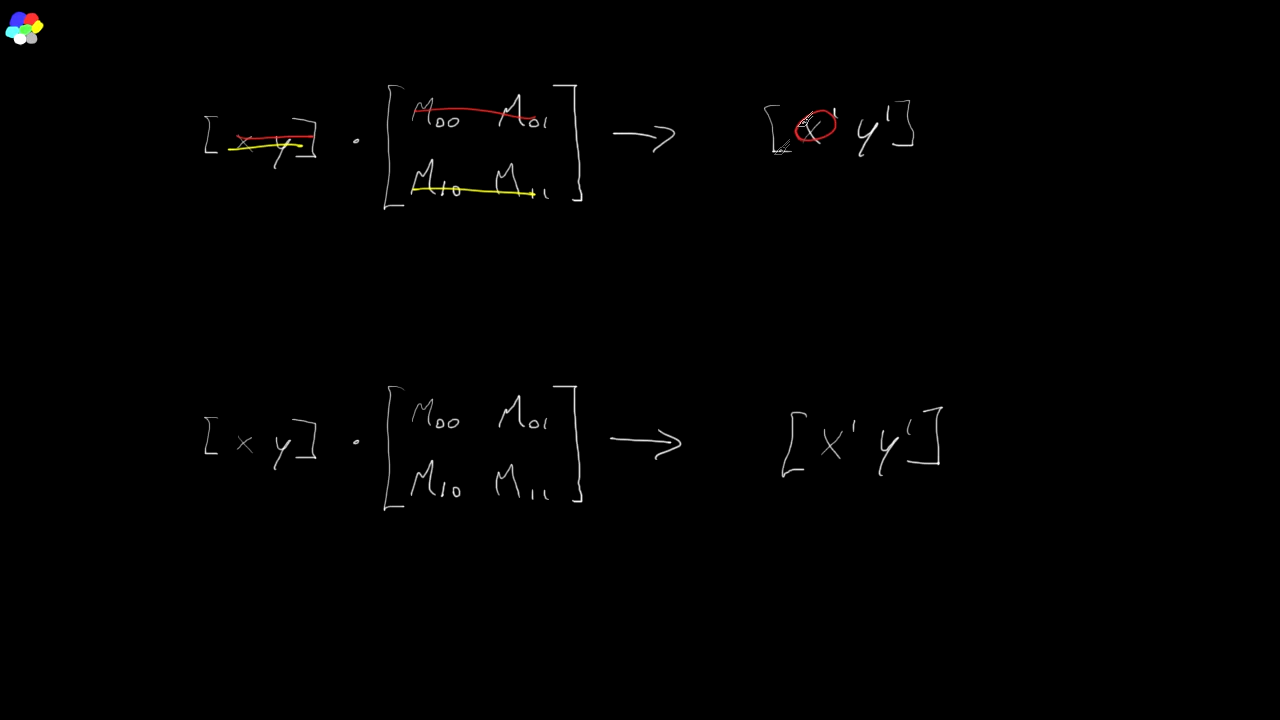 [ x y ] · [ M00 M01 → [ x' y' ]
M10 M11 ]
[ x y ] · [ M00 M01 → [ x' y' ]
M10 M11 ]